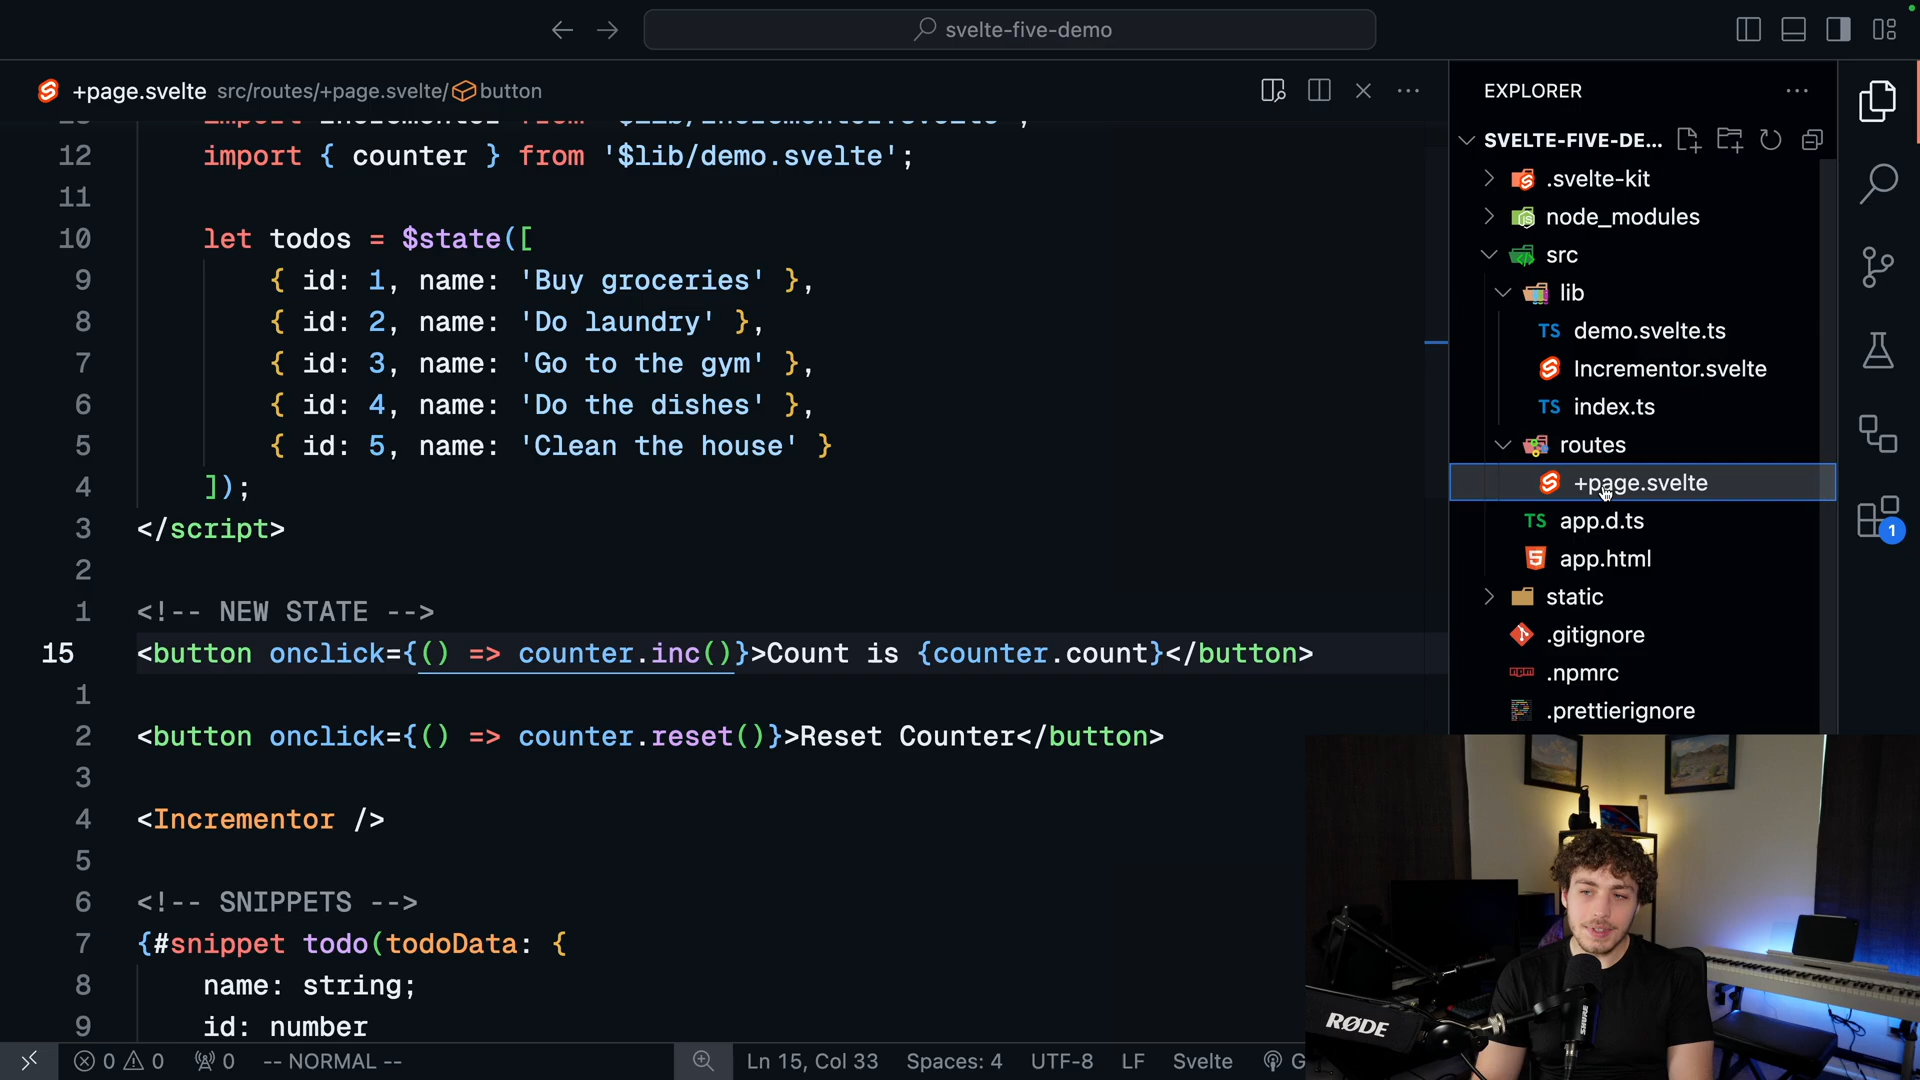 svelte-five-demo
+page.svelte src/routes/+page.svelte/ button
12 import { counter } from '$lib/demo.svelte';
11
10 let todos = $state([
9 { id: 1, name: 'Buy groceries' },
8 { id: 2, name: 'Do laundry' },
7 { id: 3, name: 'Go to the gym' },
6 { id: 4, name: 'Do the dishes' },
5 { id: 5, name: 'Clean the house' }
4 ]);
3 </script>
2
1 <!-- NEW STATE -->
15 <button onclick={() => counter.inc()}>Count is {counter.count}</button>
1
2 <button onclick={() => counter.reset()}>Reset Counter</button>
3
4 <Incrementor />
5
6 <!-- SNIPPETS -->
7 {#snippet todo(todoData: {
8 name: string;
9 id: number
EXPLORER
SVELTE-FIVE-DE...
.svelte-kit
node_modules
src
lib
TS demo.svelte.ts
Incrementor.svelte
TS index.ts
routes
+page.svelte
TS app.d.ts
app.html
static
.gitignore
.npmrc
.prettierignore
1
RØDE
SHURE
0 0 0 -- NORMAL -- Ln 15, Col 33 Spaces: 4 UTF-8 LF Svelte G